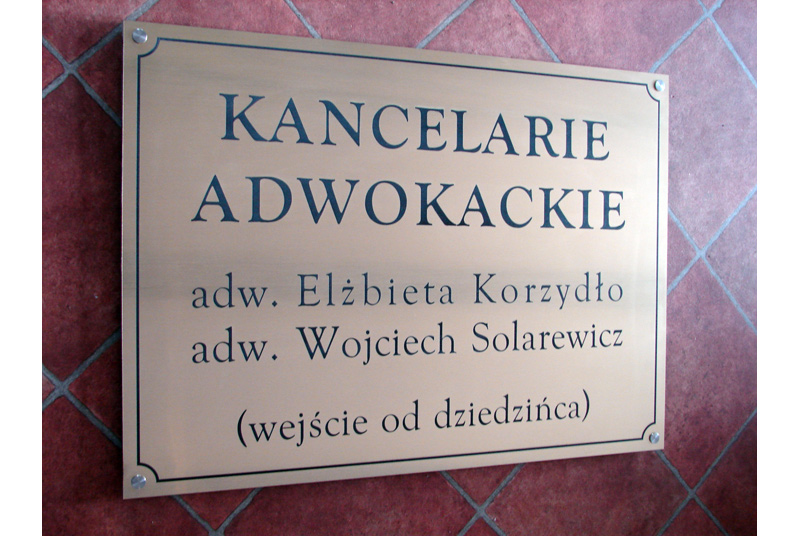 KANCELARIE
ADWOKACKIE
adw. Elżbieta Korzydło
adw. Wojciech Solarewicz
(wejście od dziedzińca)